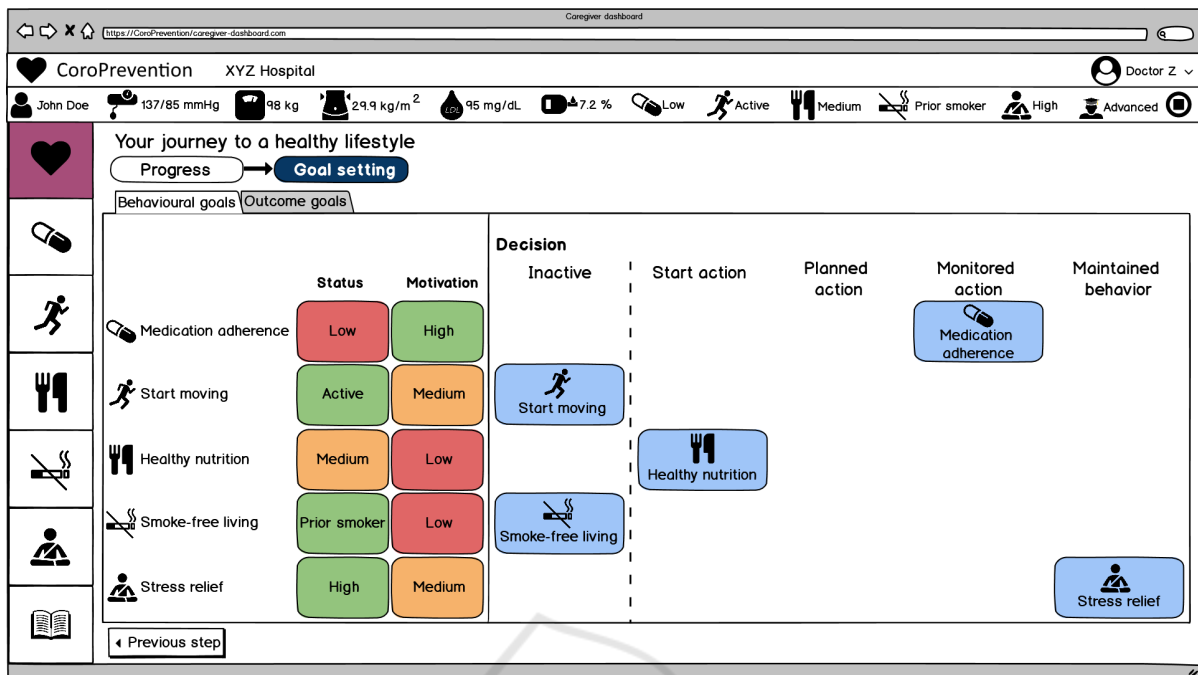 Caregiver dashboard
https://CoroPrevention/caregiver-dashboard.com
CoroPrevention XYZ Hospital Doctor Z
John Doe 137/85 mmHg 98 kg 29.9 kg/m² LDL 95 mg/dL 7.2 % Low Active Medium Prior smoker High Advanced
Your journey to a healthy lifestyle
Progress Goal setting
Behavioural goals Outcome goals
Decision
Inactive Start action Planned action Monitored action Maintained behavior
Status Motivation
Medication adherence Low High Medication adherence
Start moving Active Medium Start moving
Healthy nutrition Medium Low Healthy nutrition
Smoke-free living Prior smoker Low Smoke-free living
Stress relief High Medium Stress relief
Previous step